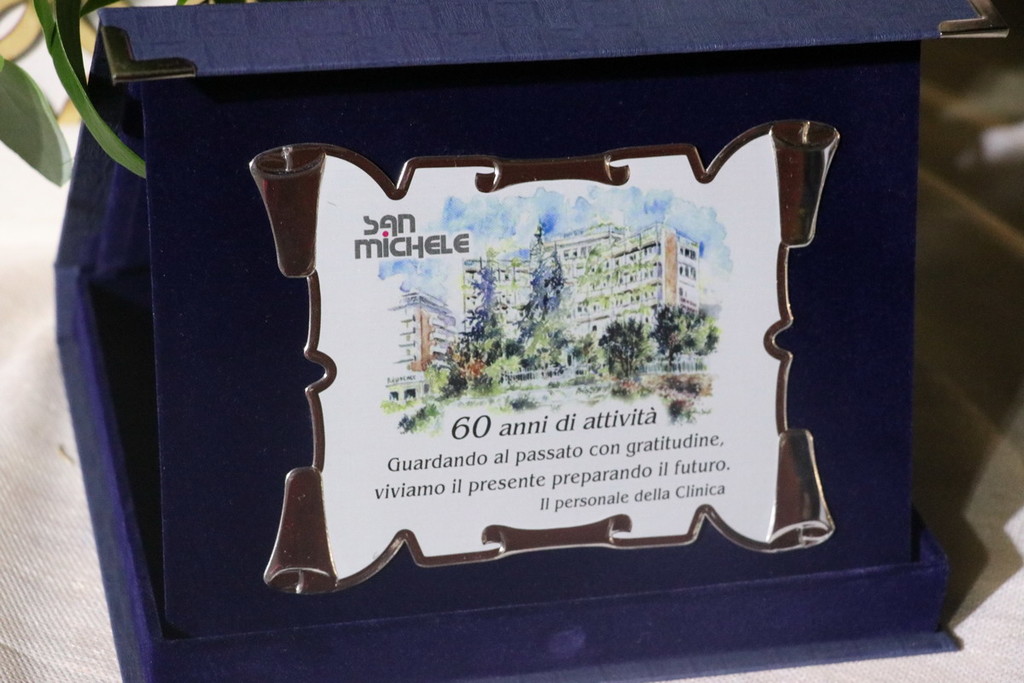 san
michele
60 anni di attività
Guardando al passato con gratitudine,
viviamo il presente preparando il futuro.
Il personale della Clinica